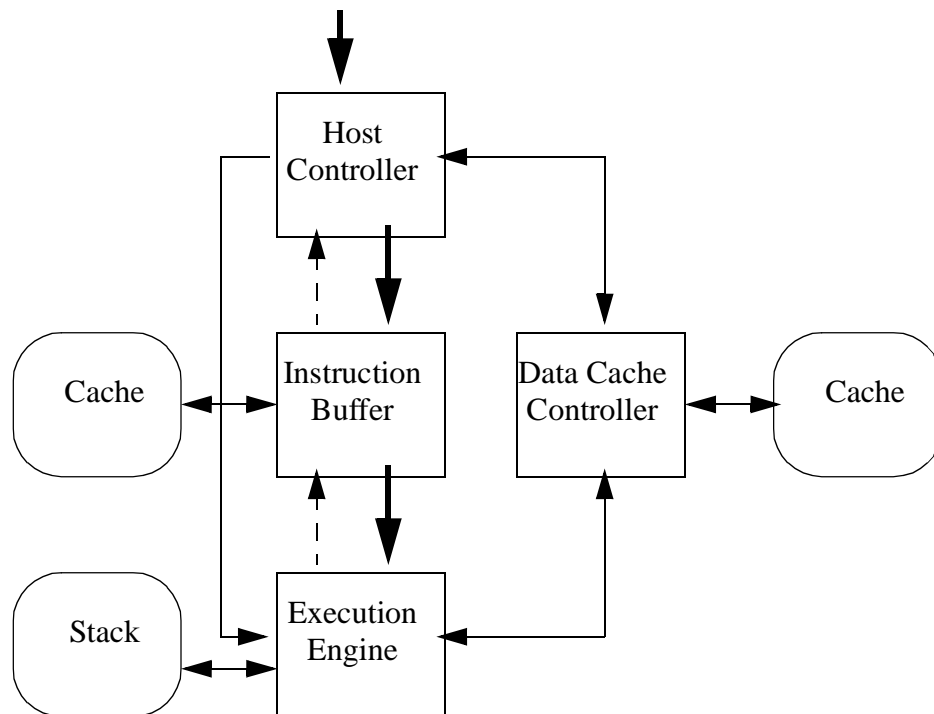 Host
Controller
Cache
Instruction
Buffer
Data Cache
Controller
Cache
Stack
Execution
Engine